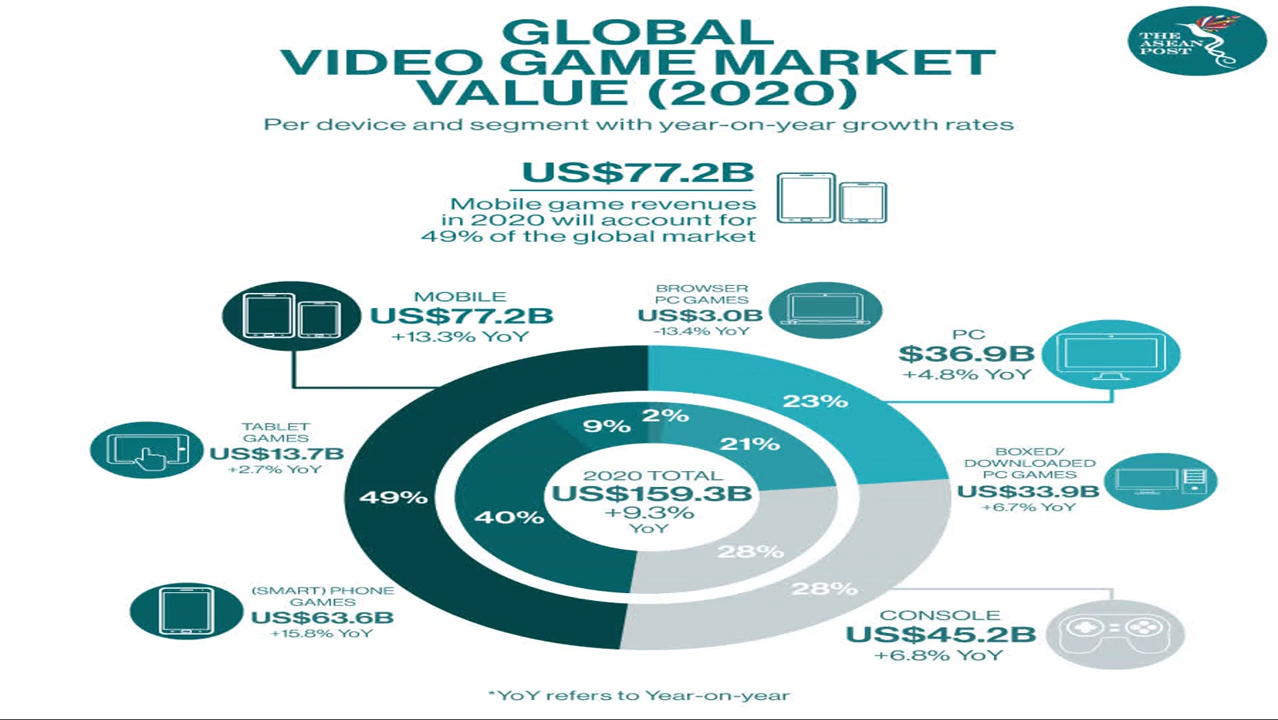 GLOBAL
VIDEO GAME MARKET
VALUE (2020)
Per device and segment with year-on-year growth rates
THE
ASEAN
POST
US$77.2B
Mobile game revenues
in 2020 will account for
49% of the global market
MOBILE
US$77.2B
+13.3% YoY
BROWSER
PC GAMES
US$3.0B
-13.4% YoY
PC
$36.9B
+4.8% YoY
TABLET
GAMES
US$13.7B
+2.7% YoY
BOXED/
DOWNLOADED
PC GAMES
US$33.9B
+6.7% YoY
(SMART) PHONE
GAMES
US$63.6B
+15.8% YoY
CONSOLE
US$45.2B
+6.8% YoY
23%
9%
2%
21%
49%
40%
28%
28%
2020 TOTAL
US$159.3B
+9.3%
YoY
*YoY refers to Year-on-year